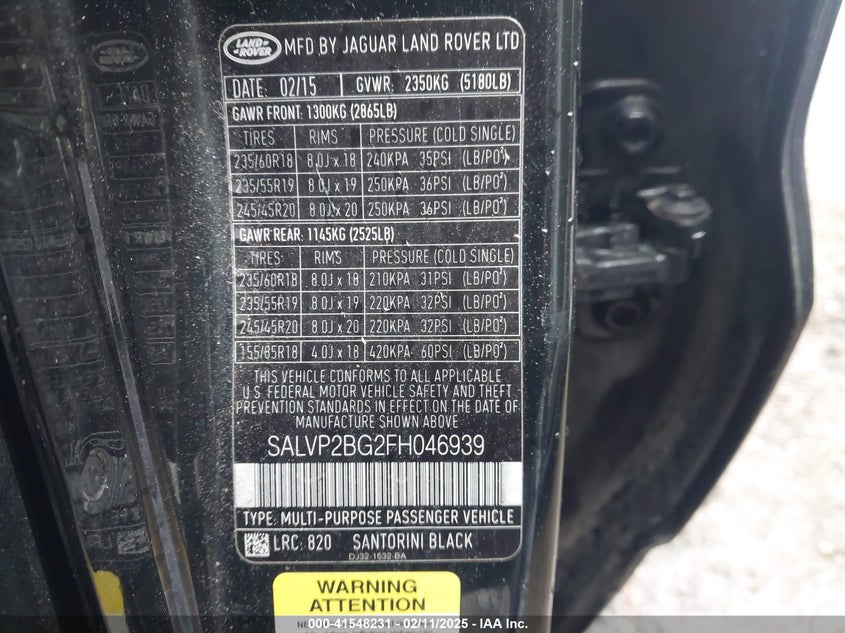 LAND ROVER MFD BY JAGUAR LAND ROVER LTD
DATE: 02/15 GVWR: 2350KG (5180LB)
GAWR FRONT: 1300KG (2865LB)
TIRES RIMS PRESSURE (COLD SINGLE)
235/60R18 8.0J x 18 240KPA 35PSI (LB/PO²)
235/55R19 8.0J x 19 250KPA 36PSI (LB/PO²)
245/45R20 8.0J x 20 250KPA 36PSI (LB/PO²)
GAWR REAR: 1145KG (2525LB)
TIRES RIMS PRESSURE (COLD SINGLE)
235/60R18 8.0J x 18 210KPA 31PSI (LB/PO²)
235/55R19 8.0J x 19 220KPA 32PSI (LB/PO²)
245/45R20 8.0J x 20 220KPA 32PSI (LB/PO²)
155/85R18 4.0J x 18 420KPA 60PSI (LB/PO²)
THIS VEHICLE CONFORMS TO ALL APPLICABLE
U.S. FEDERAL MOTOR VEHICLE SAFETY AND THEFT
PREVENTION STANDARDS IN EFFECT ON THE DATE OF
MANUFACTURE SHOWN ABOVE
SALVP2BG2FH046939
TYPE: MULTI-PURPOSE PASSENGER VEHICLE
LRC: 820 SANTORINI BLACK
DJ32-1532-BA
WARNING
ATTENTION
000-41548231 - 02/11/2025 - IAA Inc.